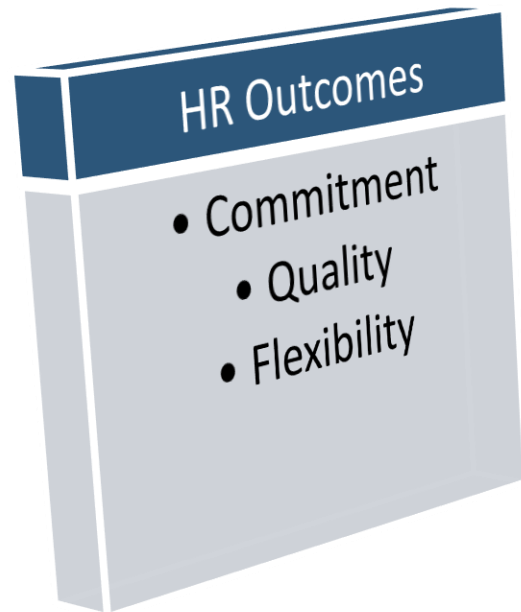 HR Outcomes
• Commitment
• Quality
• Flexibility